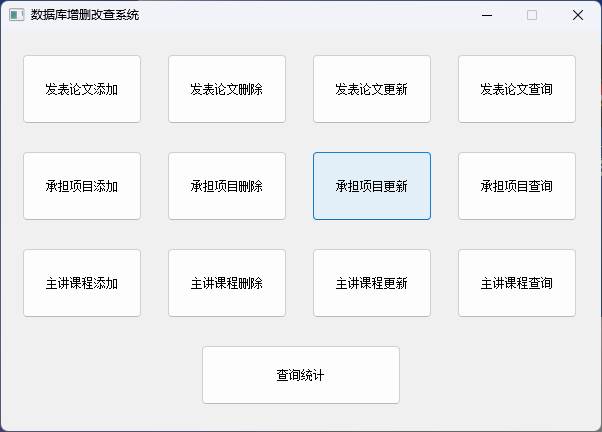 数据库增删改查系统
发表论文添加 发表论文删除 发表论文更新 发表论文查询
承担项目添加 承担项目删除 承担项目更新 承担项目查询
主讲课程添加 主讲课程删除 主讲课程更新 主讲课程查询
查询统计